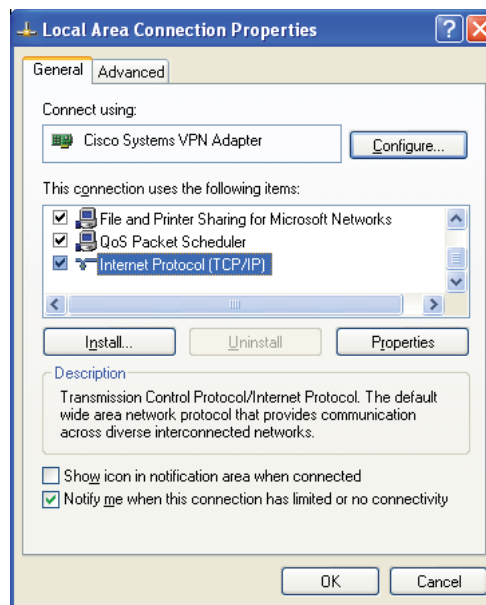 Local Area Connection Properties
General
Advanced
Connect using:
Cisco Systems VPN Adapter
Configure...
This connection uses the following items:
File and Printer Sharing for Microsoft Networks
QoS Packet Scheduler
Internet Protocol (TCP/IP)
Install...
Uninstall
Properties
Description
Transmission Control Protocol/Internet Protocol. The default
wide area network protocol that provides communication
across diverse interconnected networks.
Show icon in notification area when connected
Notify me when this connection has limited or no connectivity
OK
Cancel